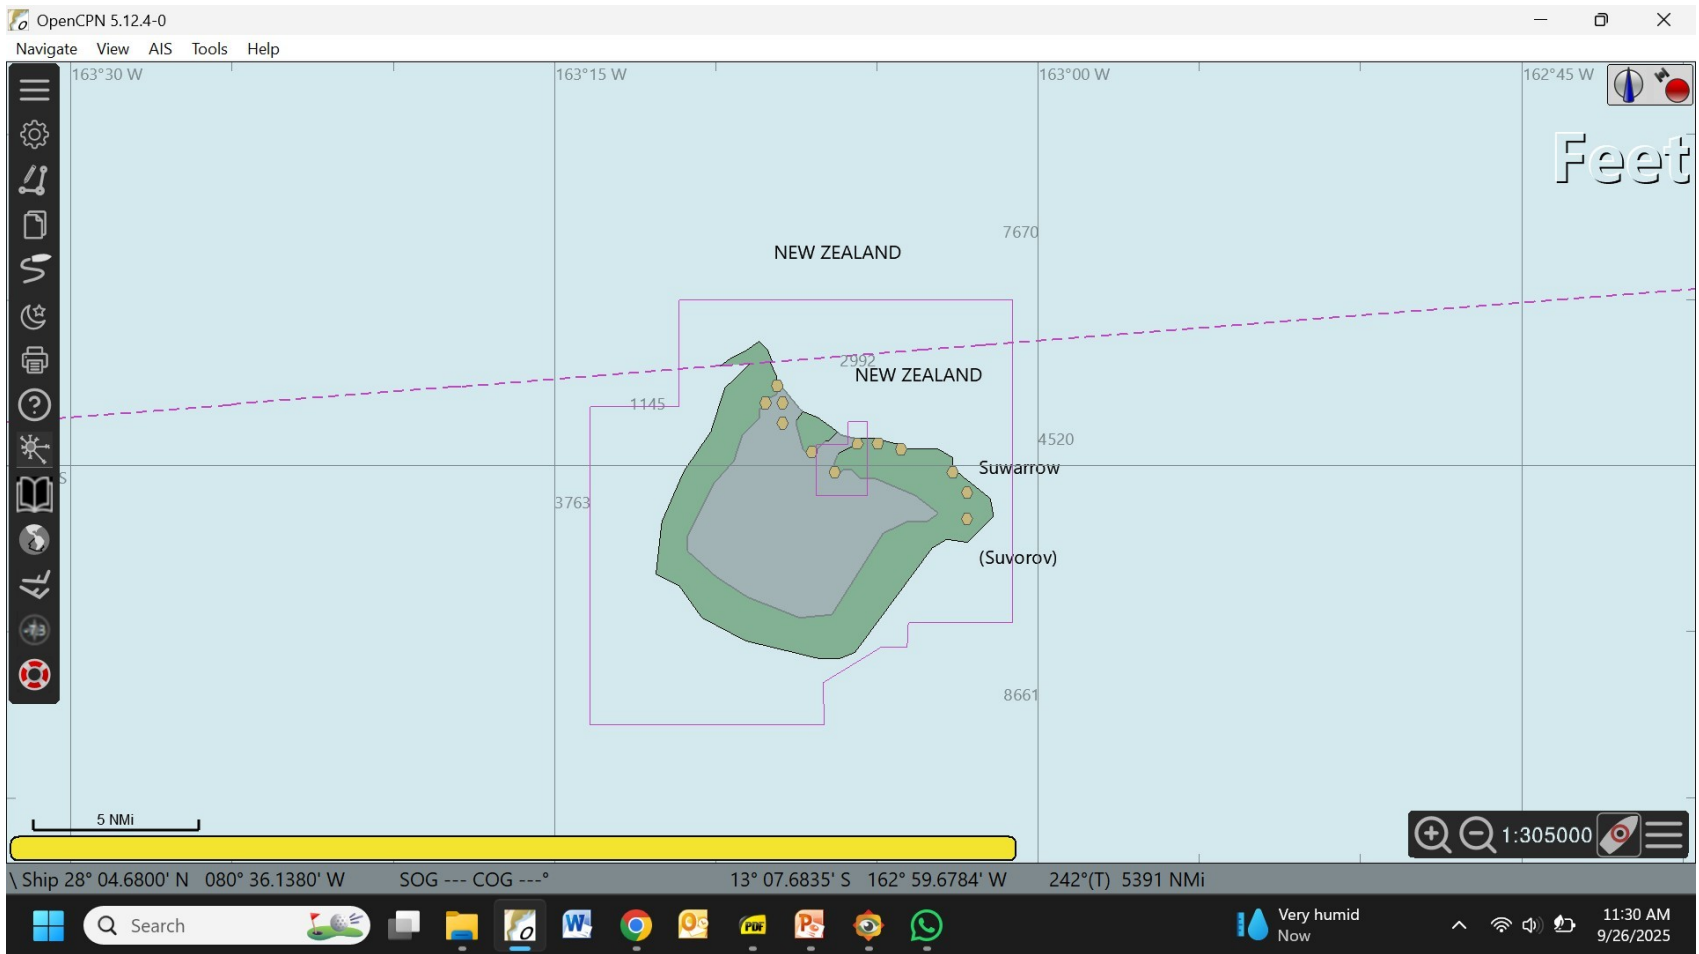 OpenCPN 5.12.4-0
Navigate View AIS Tools Help
163°30 W 163°15 W 163°00 W 162°45 W
Feet
7670
NEW ZEALAND
2992
NEW ZEALAND
1145
4520
Suwarrow
S
3763
(Suvorov)
-7.3
8661
5 NMi
1:305000
\ Ship 28° 04.6800' N 080° 36.1380' W SOG --- COG ---° 13° 07.6835' S 162° 59.6784' W 242°(T) 5391 NMi
Search
PDF
Very humid
Now
11:30 AM
9/26/2025